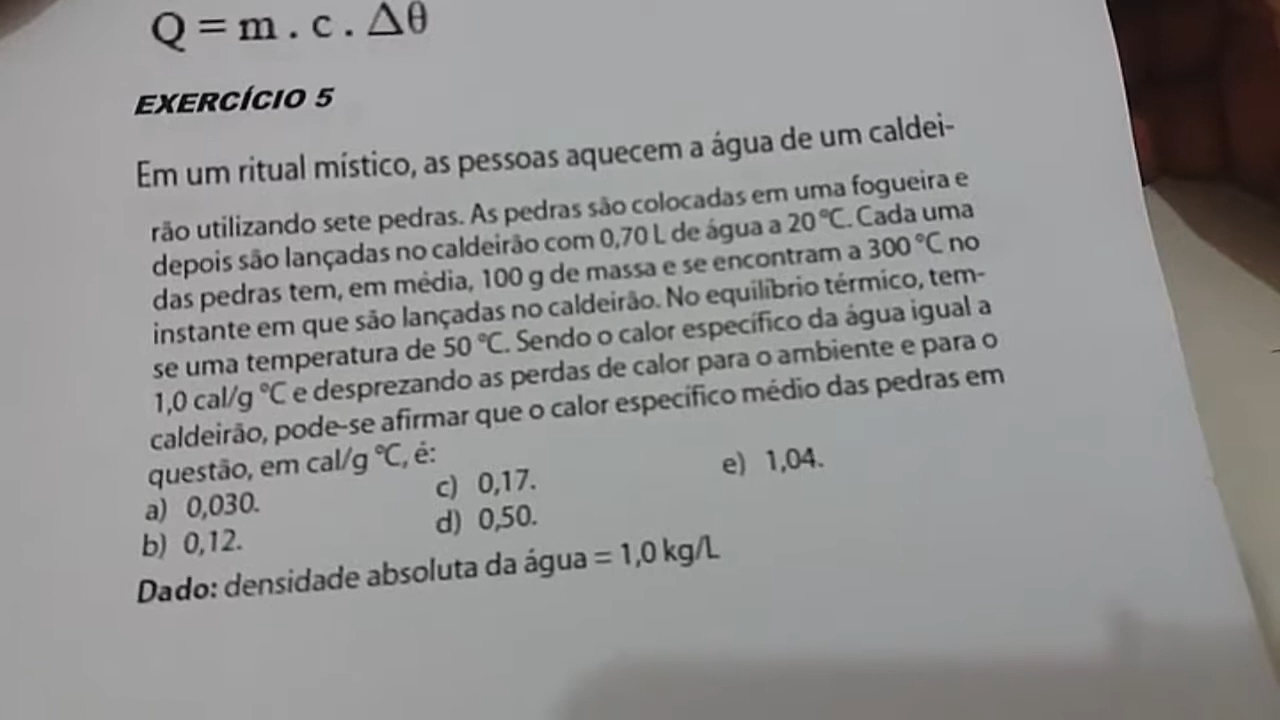 Q = m . c . Δθ
EXERCÍCIO 5
Em um ritual místico, as pessoas aquecem a água de um caldei-
rão utilizando sete pedras. As pedras são colocadas em uma fogueira e
depois são lançadas no caldeirão com 0,70 L de água a 20 °C. Cada uma
das pedras tem, em média, 100 g de massa e se encontram a 300 °C no
instante em que são lançadas no caldeirão. No equilíbrio térmico, tem-
se uma temperatura de 50 °C. Sendo o calor específico da água igual a
1,0 cal/g °C e desprezando as perdas de calor para o ambiente e para o
caldeirão, pode-se afirmar que o calor específico médio das pedras em
questão, em cal/g °C, é:
a) 0,030. c) 0,17. e) 1,04.
b) 0,12. d) 0,50.
Dado: densidade absoluta da água = 1,0 kg/L